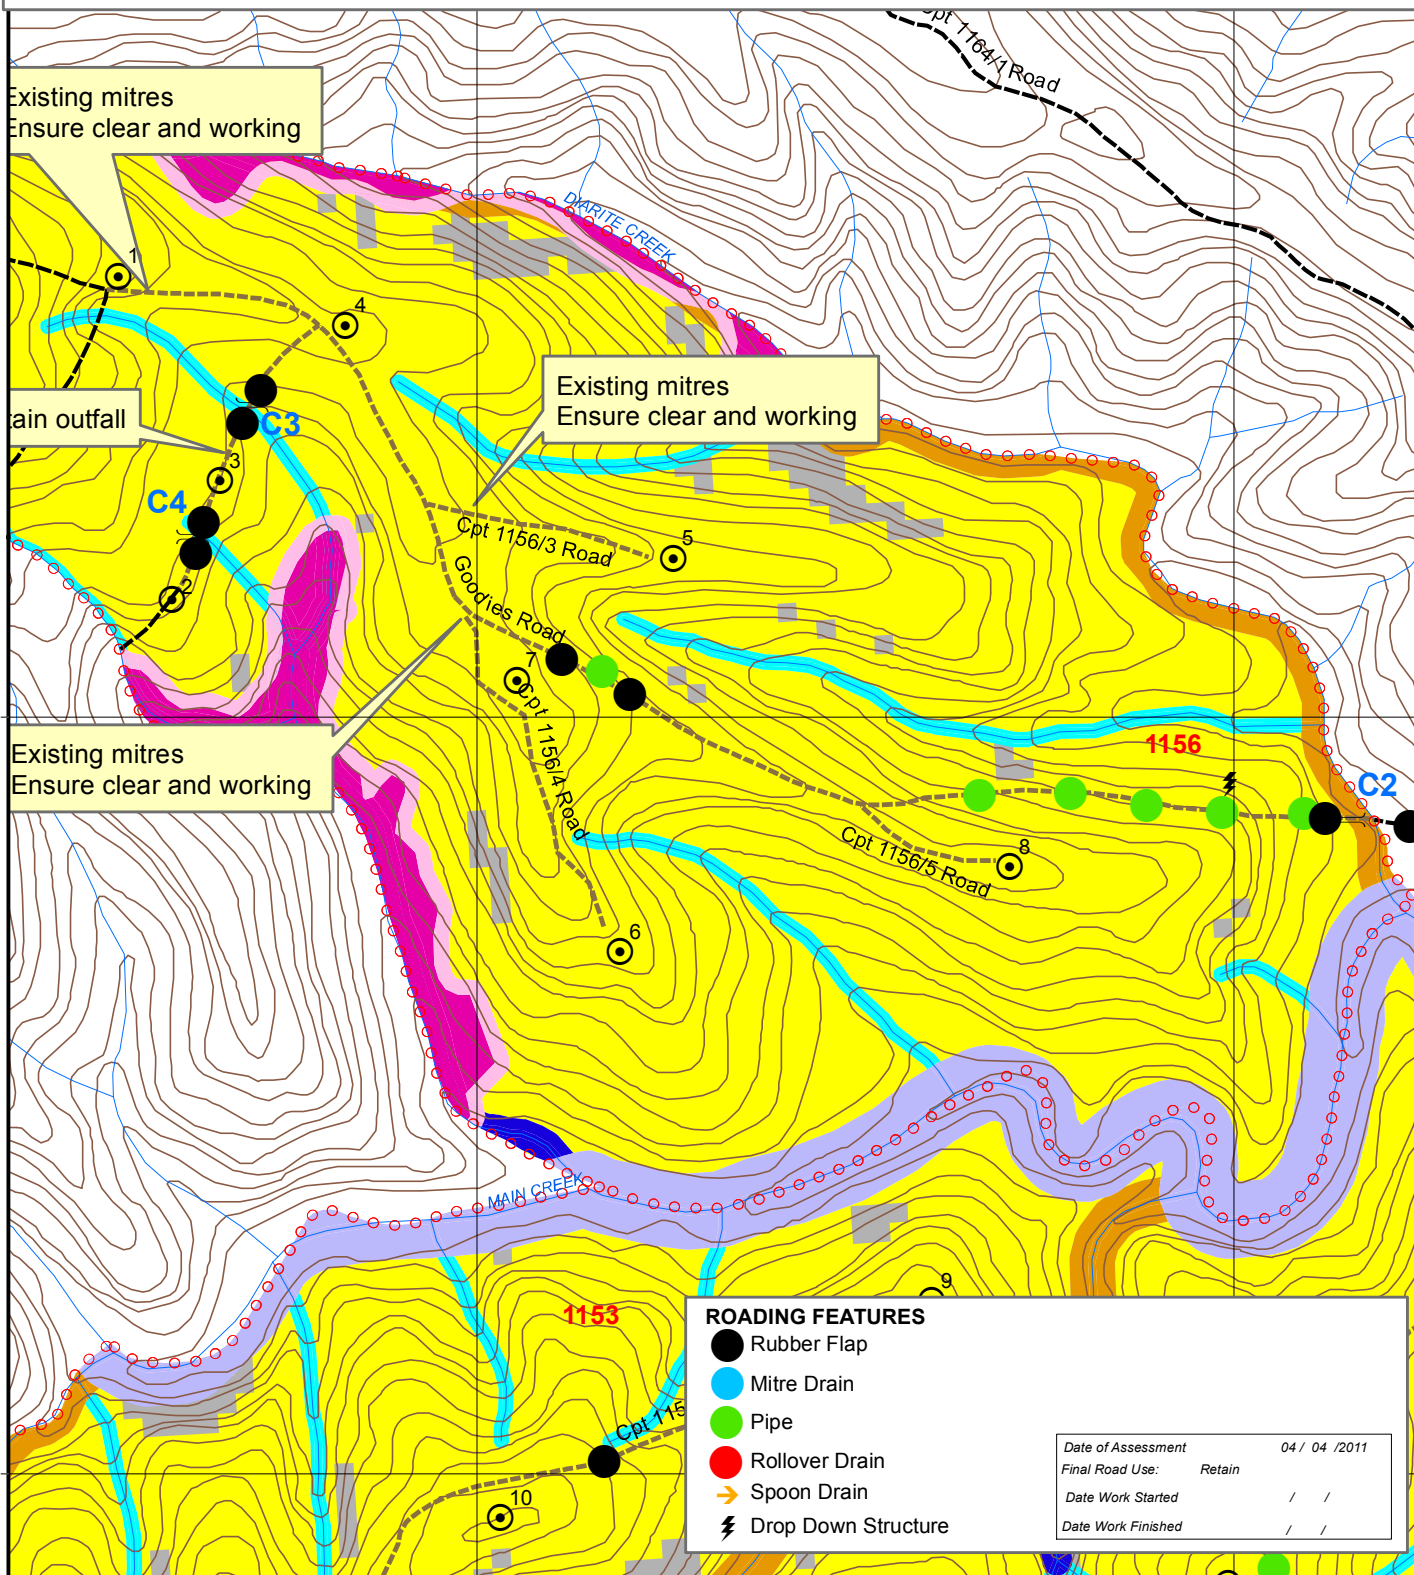 Cpt 1164/1 Road
Existing mitres
Ensure clear and working
DIARITE CREEK
1
4
Existing mitres
Ensure clear and working
tain outfall
C3
3
C4
Cpt 1156/3 Road
5
Goodies Road
2
7
Cpt 1156/4 Road
1156
Existing mitres
Ensure clear and working
C2
Cpt 1156/5 Road
8
6
MAIN CREEK
9
1153
Cpt 115
10
ROADING FEATURES
Rubber Flap
Mitre Drain
Pipe
Rollover Drain
Spoon Drain
Drop Down Structure
Date of Assessment 04 / 04 /2011
Final Road Use: Retain
Date Work Started / /
Date Work Finished / /